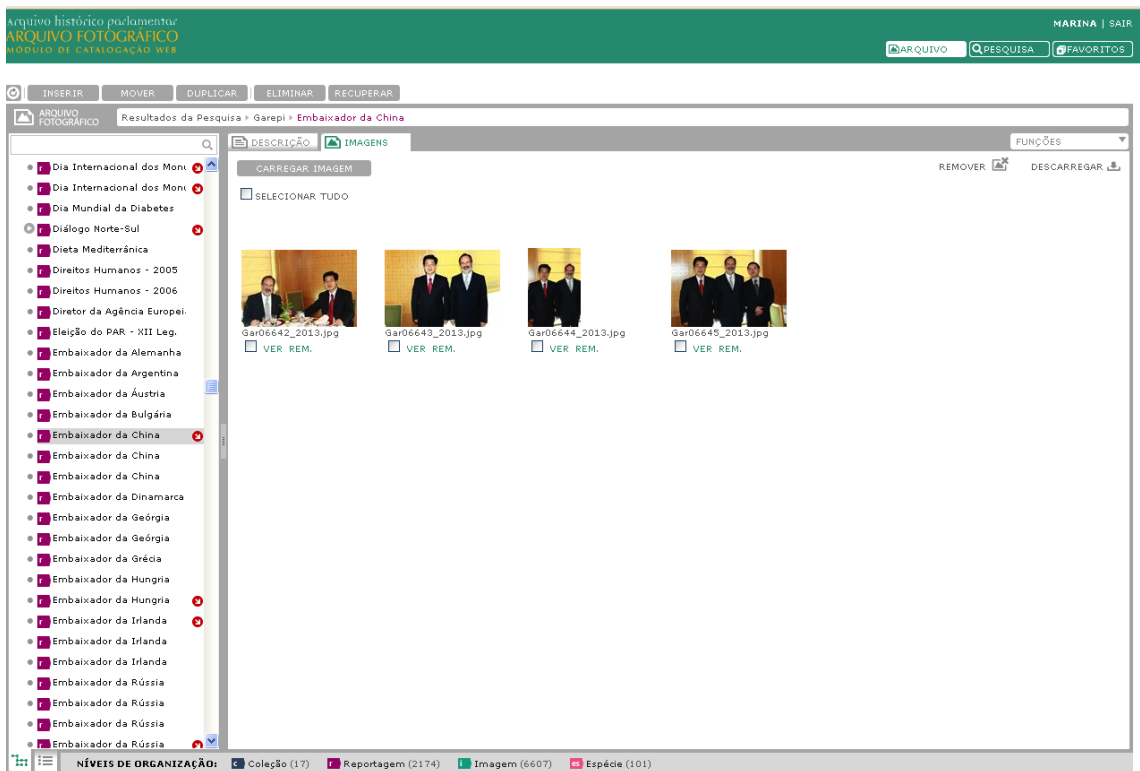 Arquivo histórico parlamentar
ARQUIVO FOTOGRÁFICO
MÓDULO DE CATALOGAÇÃO WEB
MARINA | SAIR
ARQUIVO PESQUISA FAVORITOS
INSERIR MOVER DUPLICAR ELIMINAR RECUPERAR
ARQUIVO
FOTOGRÁFICO
Resultados da Pesquisa Garepi Embaixador da China
DESCRIÇÃO IMAGENS
FUNÇÕES
CARREGAR IMAGEM
REMOVER DESCARREGAR
SELECIONAR TUDO
Gar06642_2013.jpg Gar06643_2013.jpg Gar06644_2013.jpg Gar06645_2013.jpg
VER REM. VER REM. VER REM. VER REM.
r Dia Internacional dos Monu
r Dia Internacional dos Monu
r Dia Mundial da Diabetes
r Diálogo Norte-Sul
r Dieta Mediterrânica
r Direitos Humanos - 2005
r Direitos Humanos - 2006
r Diretor da Agência Europei
r Eleição do PAR - XII Leg.
r Embaixador da Alemanha
r Embaixador da Argentina
r Embaixador da Áustria
r Embaixador da Bulgária
r Embaixador da China
r Embaixador da China
r Embaixador da China
r Embaixador da Dinamarca
r Embaixador da Geórgia
r Embaixador da Geórgia
r Embaixador da Grécia
r Embaixador da Hungria
r Embaixador da Hungria
r Embaixador da Irlanda
r Embaixador da Irlanda
r Embaixador da Irlanda
r Embaixador da Rússia
r Embaixador da Rússia
r Embaixador da Rússia
r Embaixador da Rússia
NÍVEIS DE ORGANIZAÇÃO: c Coleção (17) r Reportagem (2174) i Imagem (6607) es Espécie (101)